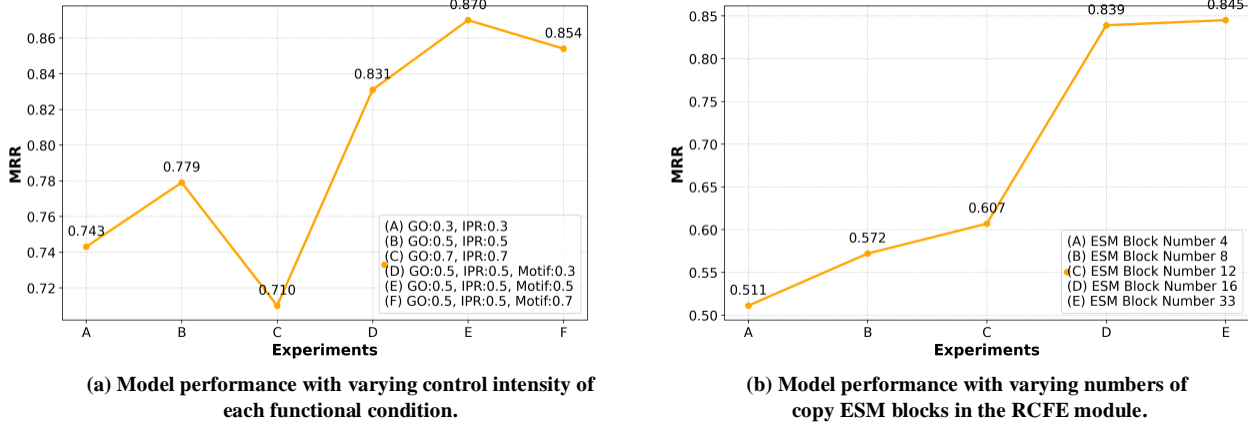 0.870
0.854
0.831
0.779
0.743
0.710
0.86
0.84
0.82
0.80
0.78
0.76
0.74
0.72
MRR
(A) GO:0.3, IPR:0.3
(B) GO:0.5, IPR:0.5
(C) GO:0.7, IPR:0.7
(D) GO:0.5, IPR:0.5, Motif:0.3
(E) GO:0.5, IPR:0.5, Motif:0.5
(F) GO:0.5, IPR:0.5, Motif:0.7
A B C D E F
Experiments
(a) Model performance with varying control intensity of
each functional condition.
0.845
0.839
0.607
0.572
0.511
0.85
0.80
0.75
0.70
0.65
0.60
0.55
0.50
MRR
(A) ESM Block Number 4
(B) ESM Block Number 8
(C) ESM Block Number 12
(D) ESM Block Number 16
(E) ESM Block Number 33
A B C D E
Experiments
(b) Model performance with varying numbers of
copy ESM blocks in the RCFE module.